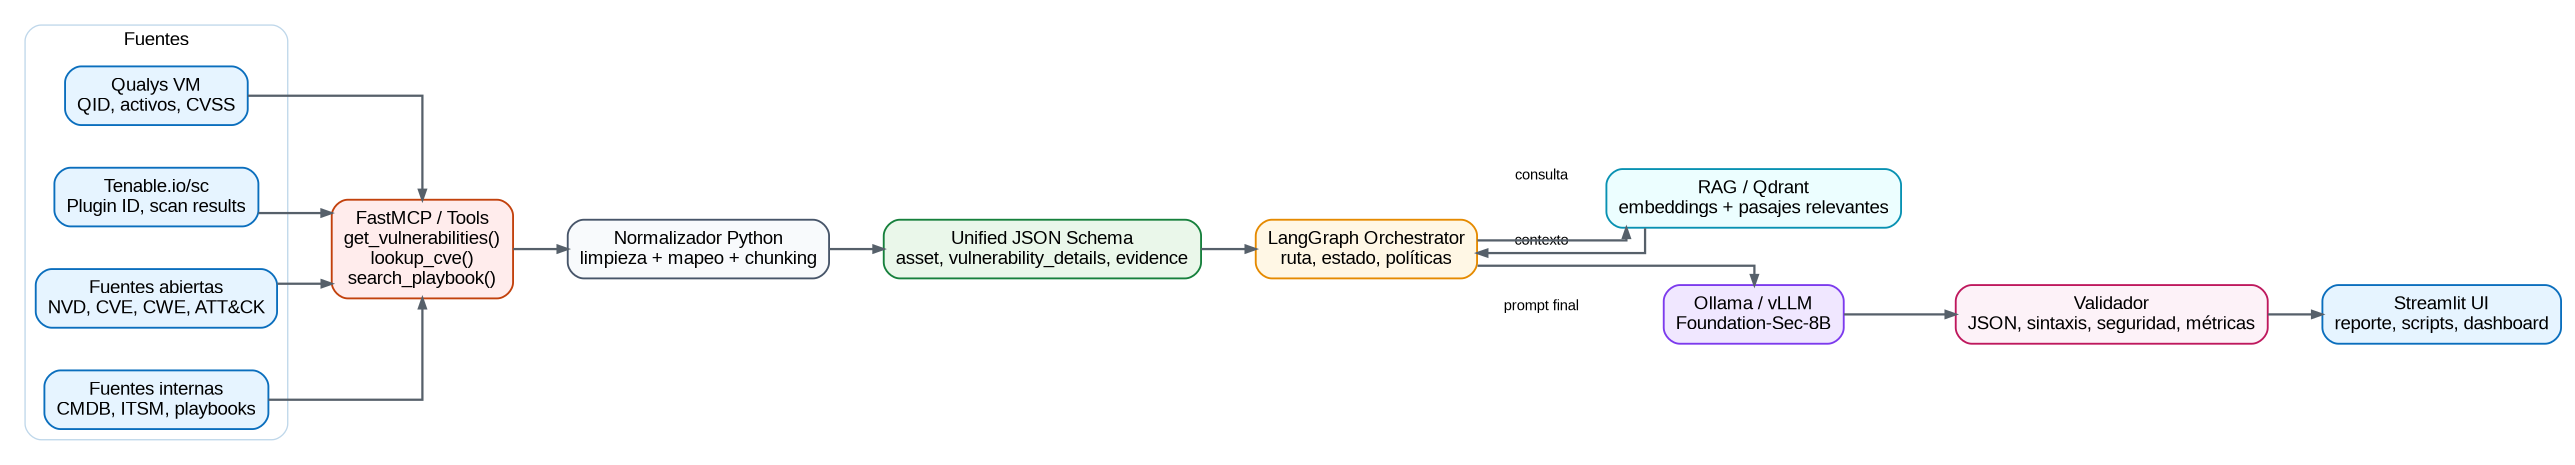 Fuentes
Qualys VM
QID, activos, CVSS
Tenable.io/sc
Plugin ID, scan results
Fuentes abiertas
NVD, CVE, CWE, ATT&CK
Fuentes internas
CMDB, ITSM, playbooks
FastMCP / Tools
get_vulnerabilities()
lookup_cve()
search_playbook()
Normalizador Python
limpieza + mapeo + chunking
Unified JSON Schema
asset, vulnerability_details, evidence
LangGraph Orchestrator
ruta, estado, políticas
consulta
contexto
prompt final
RAG / Qdrant
embeddings + pasajes relevantes
Ollama / vLLM
Foundation-Sec-8B
Validador
JSON, sintaxis, seguridad, métricas
Streamlit UI
reporte, scripts, dashboard